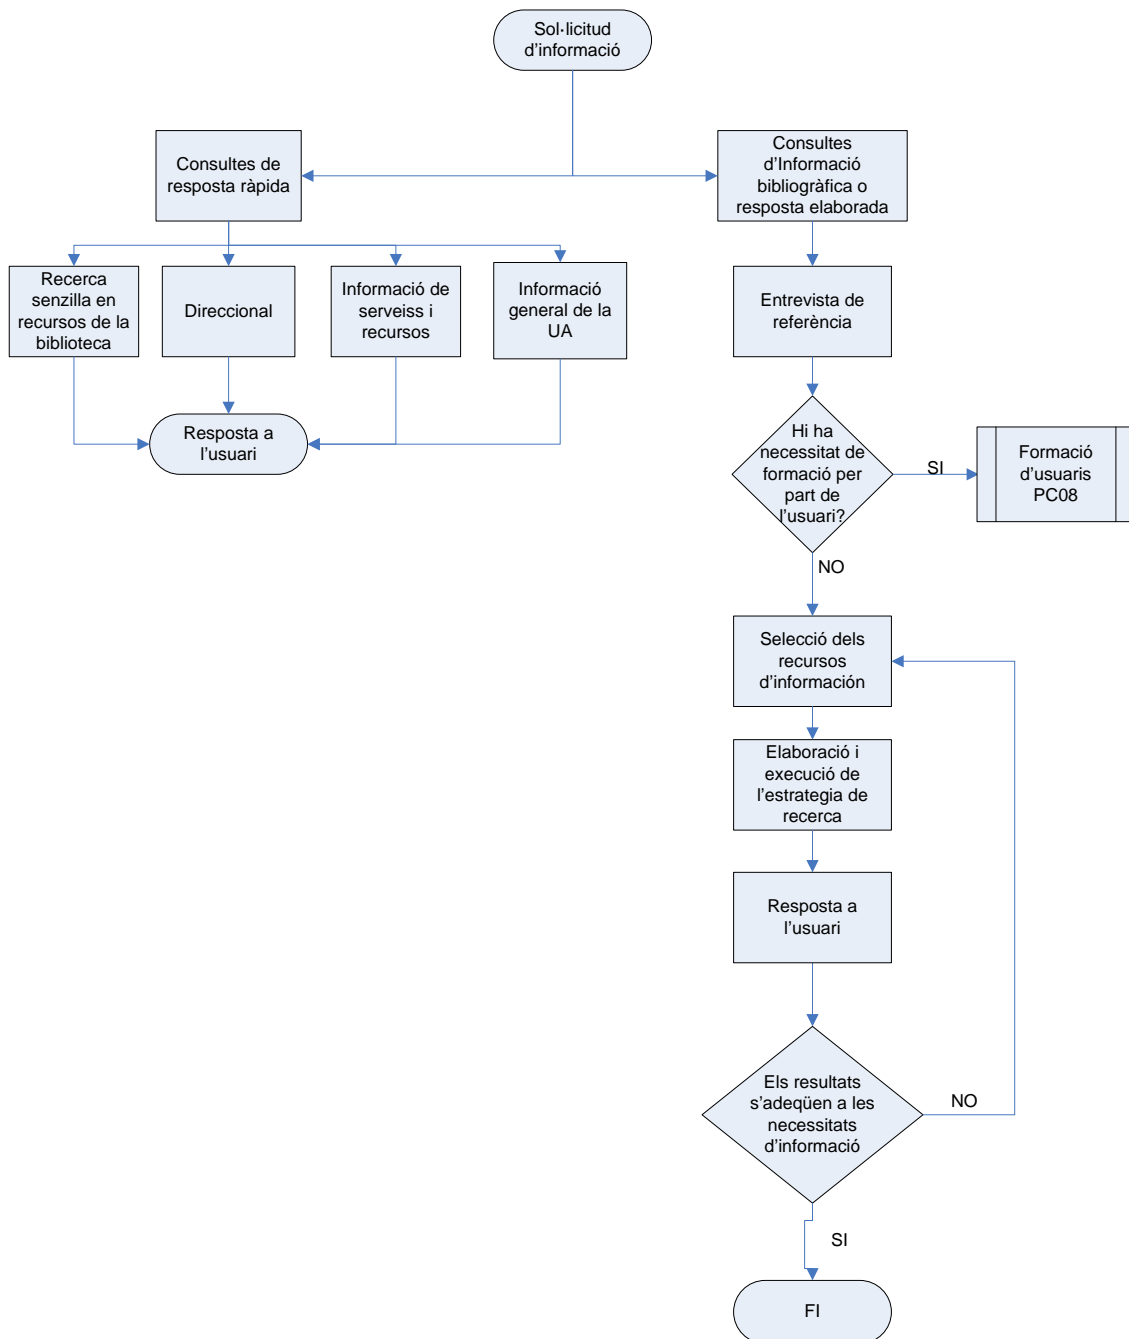 Sol·licitud
d’informació
Consultes de
resposta ràpida
Consultes
d’Informació
bibliogràfica o
resposta elaborada
Recerca
senzilla en
recursos de la
biblioteca
Direccional
Informació de
serveiss i
recursos
Informació
general de la
UA
Entrevista de
referència
Resposta a
l’usuari
Hi ha
necessitat de
formació per
part de
l’usuari?
SI
Formació
d’usuaris
PC08
NO
Selecció dels
recursos
d’información
Elaboració i
execució de
l’estrategia de
recerca
Resposta a
l’usuari
Els resultats
s’adeqüen a les
necessitats
d’informació
NO
SI
FI